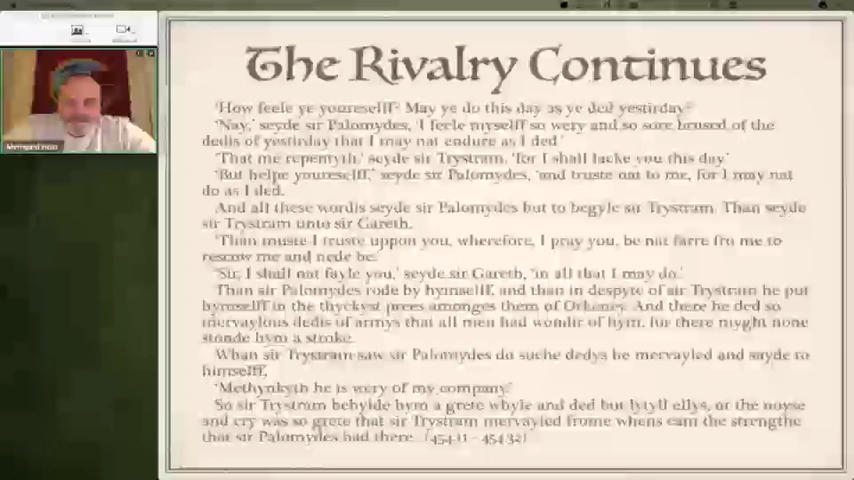 The Rivalry Continues
'How feele ye youreselff? May ye do this day as ye ded yestirday?'
'Nay,' seyde sir Palomydes, 'I feele myselff so wery and so sore brused of the
dedis of yestirday that I may nat endure as I ded.'
'That me repentyth,' seyde sir Trystram, 'for I shall lacke you this day.'
'But helpe youreselff,' seyde sir Palomydes, 'and truste nat to me, for I may nat
do as I ded.'
And all these wordis seyde sir Palomydes but to begyle sir Trystram. Than seyde
sir Trystram unto sir Gareth,
'Than muste I truste uppon you, wherefore, I pray you, be nat farre fro me to
rescow me and nede be.'
'Sir, I shall nat fayle you,' seyde sir Gareth, 'in all that I may do.'
Than sir Palomydes rode by hymselff, and than in despyte of sir Trystram he put
hymselff in the thyckyst prees amonges them of Orkeney. And there he ded so
mervaylous dedis of armys that all men had wondir of hym, for there myght none
stonde hym a stroke.
Whan sir Trystram saw sir Palomydes do suche dedys he mervayled and sayde to
himselff,
'Methynkyth he is wery of my company.'
So sir Trystram behylde hym a grete whyle and ded but lytyll ellys, for the noyse
and cry was so grete that sir Trystram mervayled frome whens cam the strengthe
that sir Palomydes had there. (454.11 - 454.32)